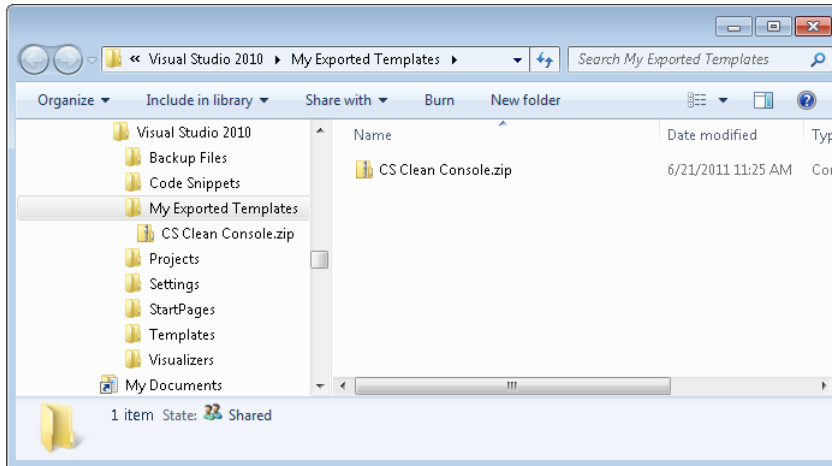 « Visual Studio 2010 ▸ My Exported Templates ▸ Search My Exported Templates
Organize Include in library Share with Burn New folder
Visual Studio 2010
Backup Files
Code Snippets
My Exported Templates
CS Clean Console.zip
Projects
Settings
StartPages
Templates
Visualizers
My Documents
Name Date modified Typ
CS Clean Console.zip 6/21/2011 11:25 AM Cor
1 item State: Shared